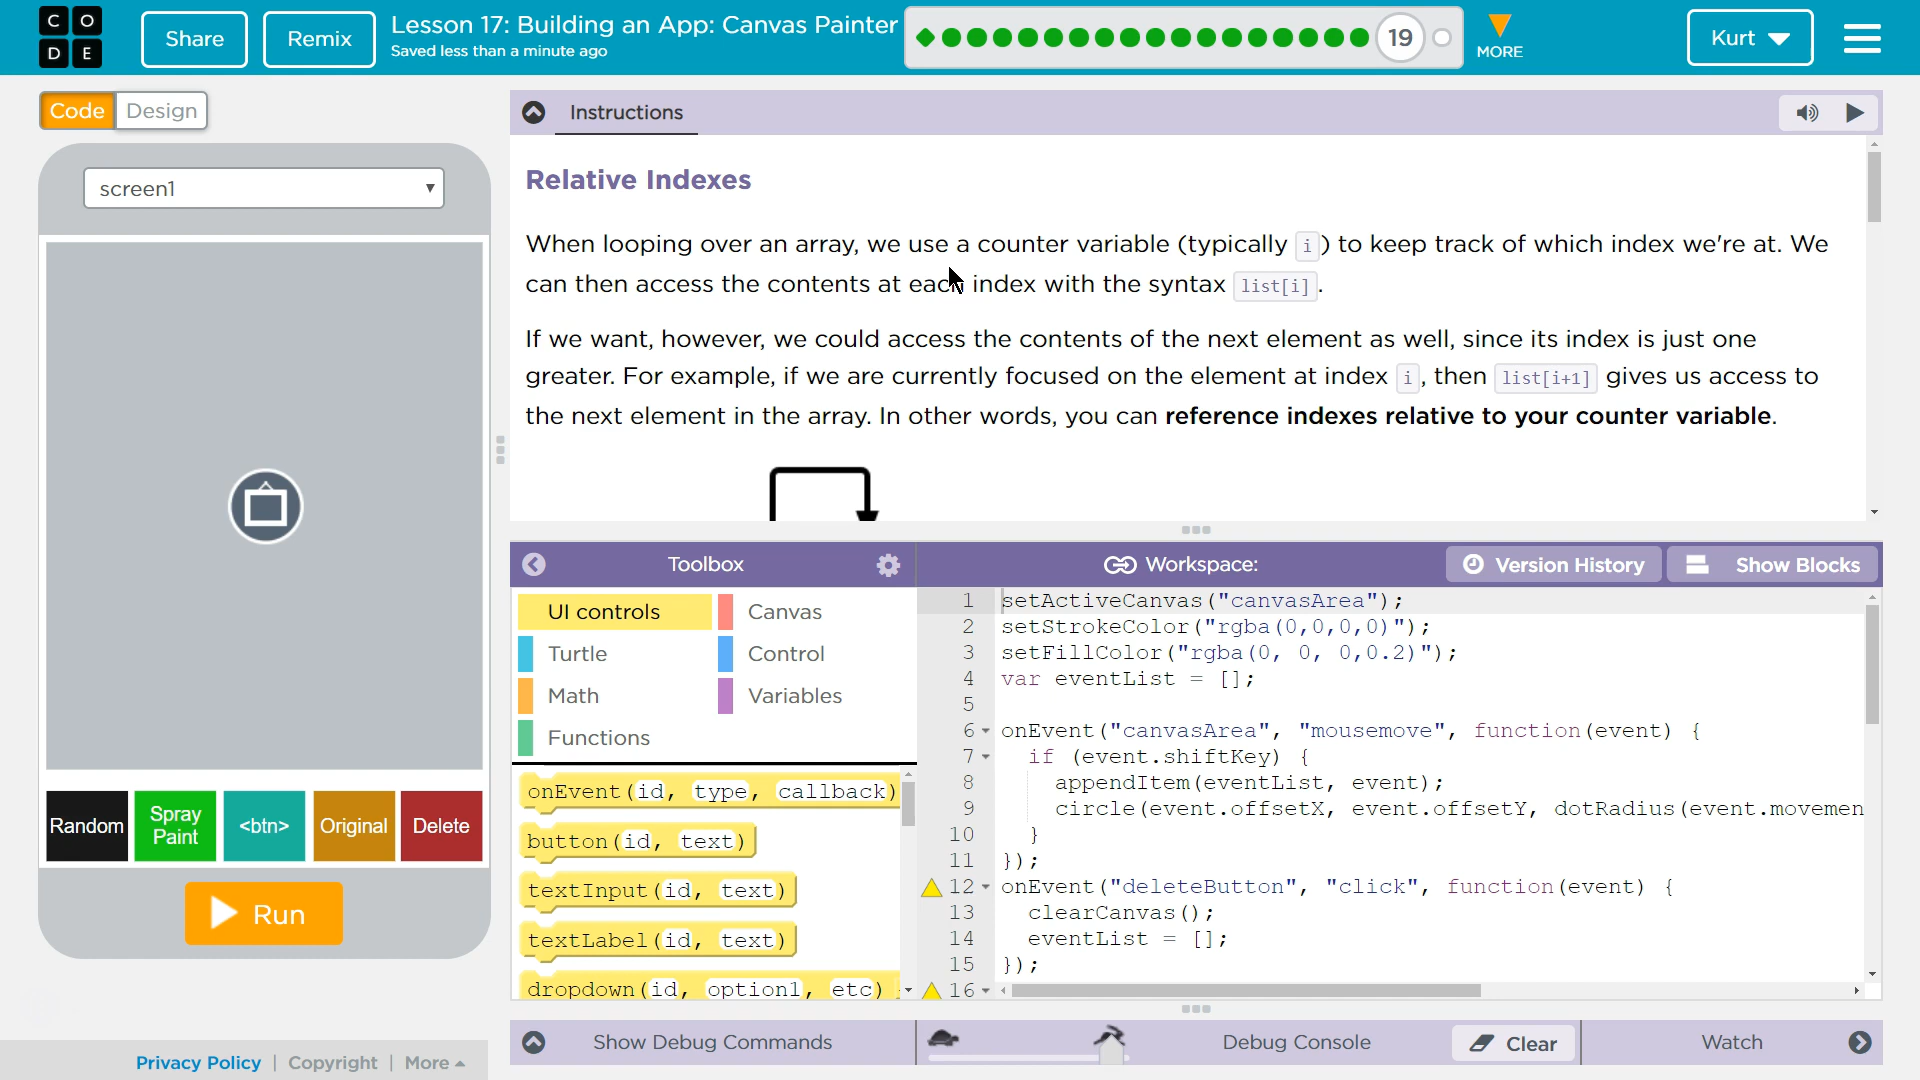 CODE
Share
Remix
Lesson 17: Building an App: Canvas Painter
Saved less than a minute ago
19
MORE
Kurt
Code
Design
screen1
Random
Spray
Paint
<btn>
Original
Delete
Run
Privacy Policy | Copyright | More
Instructions
Relative Indexes
When looping over an array, we use a counter variable (typically i) to keep track of which index we're at. We
can then access the contents at each index with the syntax list[i].
If we want, however, we could access the contents of the next element as well, since its index is just one
greater. For example, if we are currently focused on the element at index i, then list[i+1] gives us access to
the next element in the array. In other words, you can reference indexes relative to your counter variable.
Toolbox
UI controls
Canvas
Turtle
Control
Math
Variables
Functions
onEvent(id, type, callback)
button(id, text)
textInput(id, text)
textLabel(id, text)
dropdown(id, option1, etc)
Workspace:
Version History
Show Blocks
1 setActiveCanvas("canvasArea");
2 setStrokeColor("rgba(0,0,0,0)");
3 setFillColor("rgba(0, 0, 0,0.2)");
4 var eventList = [];
5
6 onEvent("canvasArea", "mousemove", function(event) {
7 if (event.shiftKey) {
8 appendItem(eventList, event);
9 circle(event.offsetX, event.offsetY, dotRadius(event.movemen
10 }
11 });
12 onEvent("deleteButton", "click", function(event) {
13 clearCanvas();
14 eventList = [];
15 });
16
Show Debug Commands
Debug Console
Clear
Watch